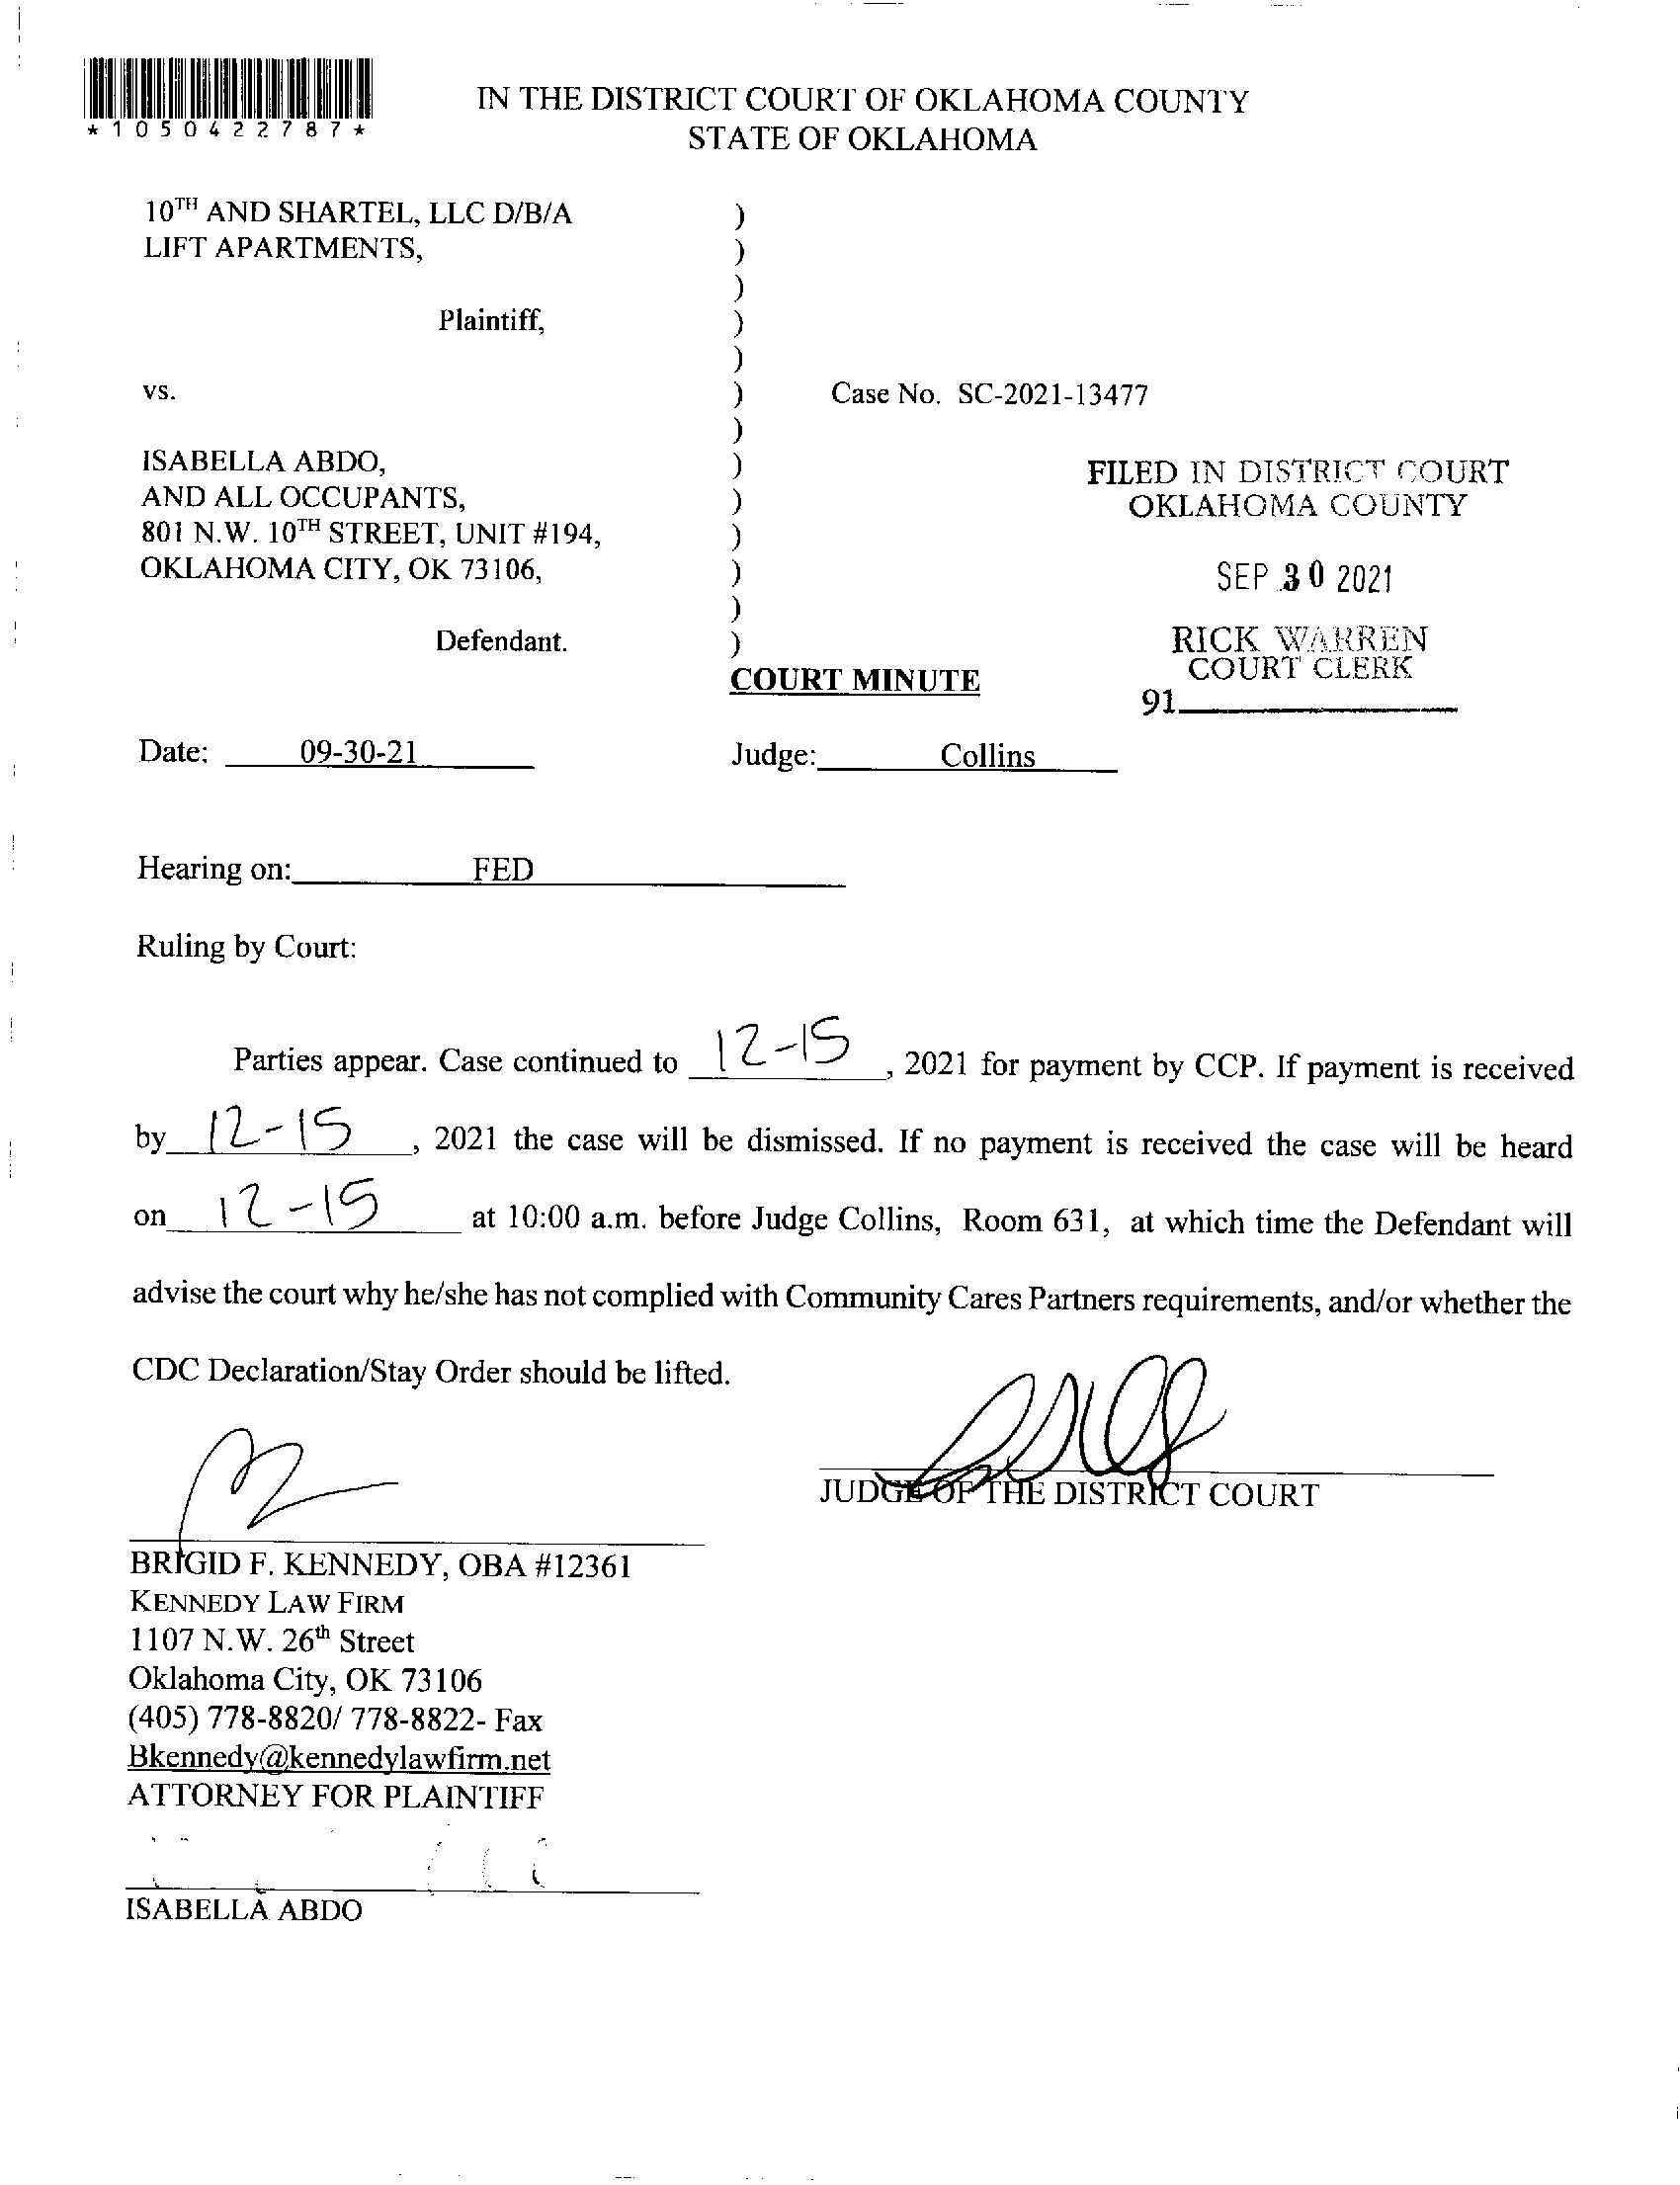 *1050422787*
IN THE DISTRICT COURT OF OKLAHOMA COUNTY
STATE OF OKLAHOMA
10TH AND SHARTEL, LLC D/B/A )
LIFT APARTMENTS, )
)
Plaintiff, )
)
vs. ) Case No. SC-2021-13477
)
ISABELLA ABDO, )
AND ALL OCCUPANTS, )
801 N.W. 10TH STREET, UNIT #194, )
OKLAHOMA CITY, OK 73106, )
)
Defendant. )
FILED IN DISTRICT COURT
OKLAHOMA COUNTY
SEP 30 2021
RICK WARREN
COURT CLERK
91
COURT MINUTE
Date: 09-30-21 Judge: Collins
Hearing on: FED
Ruling by Court:
Parties appear. Case continued to 12-15, 2021 for payment by CCP. If payment is received
by 12-15, 2021 the case will be dismissed. If no payment is received the case will be heard
on 12-15 at 10:00 a.m. before Judge Collins, Room 631, at which time the Defendant will
advise the court why he/she has not complied with Community Cares Partners requirements, and/or whether the
CDC Declaration/Stay Order should be lifted.
JUDGE OF THE DISTRICT COURT
BRIGID F. KENNEDY, OBA #12361
KENNEDY LAW FIRM
1107 N.W. 26th Street
Oklahoma City, OK 73106
(405) 778-8820/ 778-8822- Fax
Bkennedy@kennedylawfirm.net
ATTORNEY FOR PLAINTIFF
ISABELLA ABDO